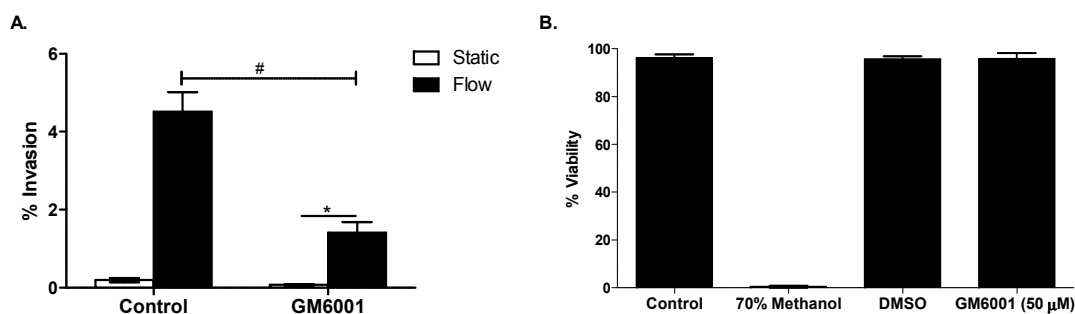 A.
6
4
2
0
% Invasion
#
*
Static
Flow
Control GM6001
B.
100
80
60
40
20
0
% Viability
Control 70% Methanol DMSO GM6001 (50 μM)